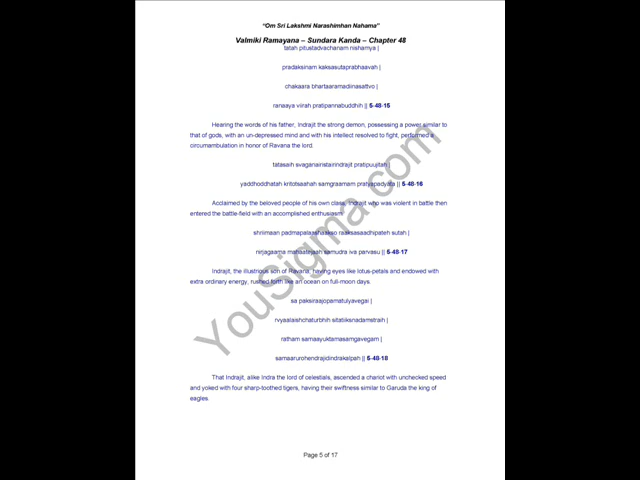 “Om Sri Lakshmi Narashimhan Nahama”
Valmiki Ramayana – Sundara Kanda – Chapter 48
tatah pitustadvachanam nishamya |
pradaksinam kaksasutaprabhaavah |
chakaara bhartaaramadiinasattvo |
ranaaya viirah pratipannabuddhih || 5-48-15
Hearing the words of his father, Indrajit the strong demon, possessing a power similar to
that of gods, with an un-depressed mind and with his intellect resolved to fight, performed a
circumambulation in honor of Ravana the lord.
tatastaih svaganairistairindrajit pratipuujitah |
yaddhoddhatah kritotsaahah samgraamam pratyapadyata || 5-48-16
Acclaimed by the beloved people of his own class, Indrajit who was violent in battle then
entered the battle-field with an accomplished enthusiasm.
shriimaan padmapalaashaakso raaksasaadhipateh sutah |
nirjagaama mahaatejaah samudra iva parvasu || 5-48-17
Indrajit, the illustrious son of Ravana, having eyes like lotus-petals and endowed with
extra ordinary energy, rushed forth like an ocean on full-moon days.
sa paksiraajopamatulyavegai |
rvyaalaishchaturbhih sitatiiksnadamstraih |
ratham samaayuktamasamgavegam |
samaarurohendrajidindrakalpah || 5-48-18
That Indrajit, alike Indra the lord of celestials, ascended a chariot with unchecked speed
and yoked with four sharp-toothed tigers, having their swiftness similar to Garuda the king of
eagles.
YouSigma.com
Page 5 of 17